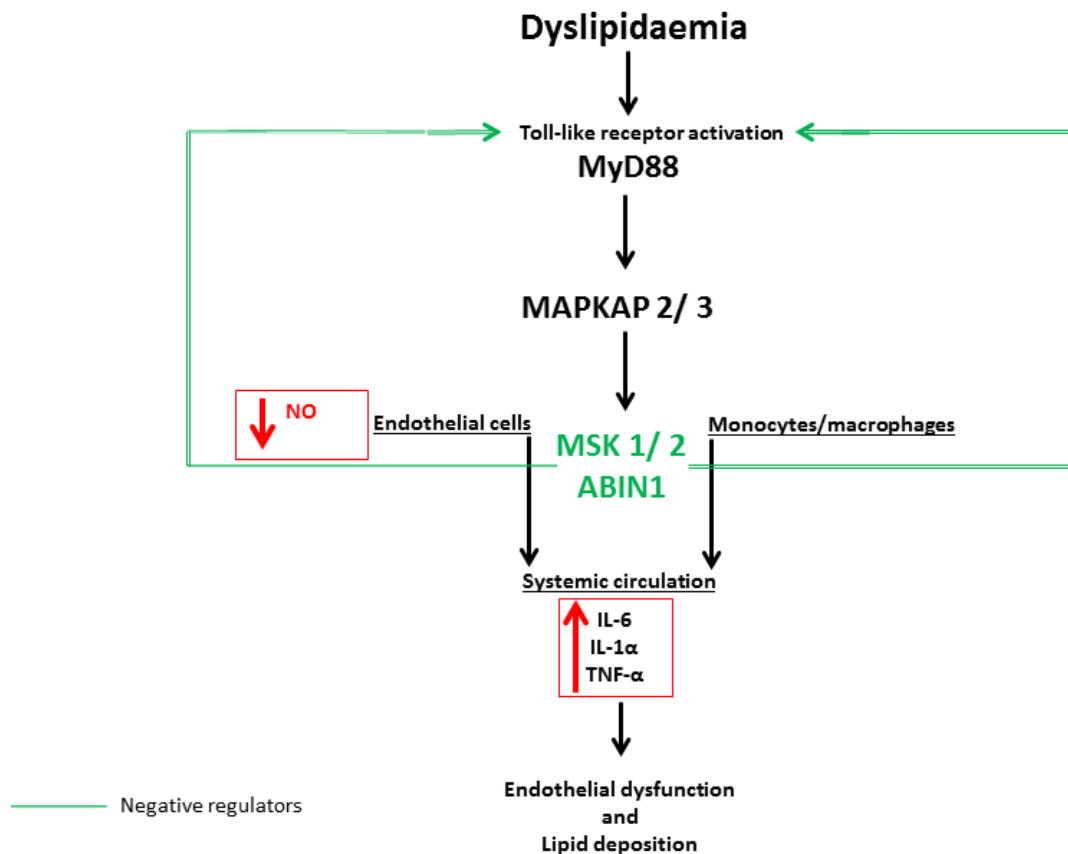 Dyslipidaemia
Toll-like receptor activation
MyD88
MAPKAP 2/ 3
NO
Endothelial cells
Monocytes/macrophages
MSK 1/ 2
ABIN1
Systemic circulation
IL-6
IL-1α
TNF-α
Endothelial dysfunction
and
Lipid deposition
Negative regulators